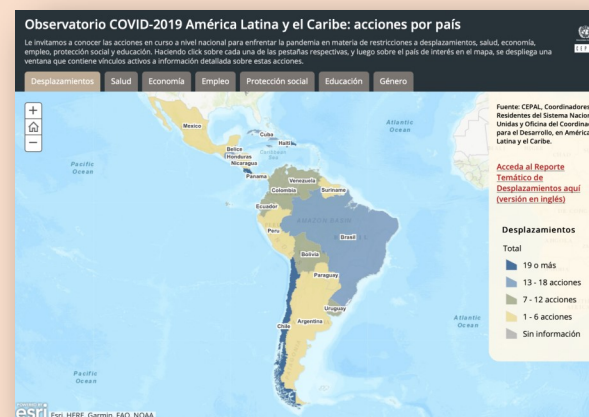 Observatorio COVID-2019 América Latina y el Caribe: acciones por país
Le invitamos a conocer las acciones en curso a nivel nacional para enfrentar la pandemia en materia de restricciones a desplazamientos, salud, economía,
empleo, protección social y educación. Haciendo click sobre cada una de las pestañas respectivas, y luego sobre el país de interés en el mapa, se despliega una
ventana que contiene vínculos activos a información detallada sobre estas acciones.
Desplazamientos Salud Economía Empleo Protección social Educación Género
+
−
Fuente: CEPAL, Coordinadores
Residentes del Sistema Nacion
Unidas y Oficina del Coordinad
para el Desarrollo, en América
Latina y el Caribe.
Acceda al Reporte
Temático de
Desplazamientos aquí
(versión en inglés)
Desplazamientos
Total
19 o más
13 - 18 acciones
7 - 12 acciones
1 - 6 acciones
Sin información
Mexico
Atlantic
Ocean
Cuba
Haiti
Belice
Caribbean
Sea
Honduras
Nicaragua
Pacific
Ocean
Panama
Venezuela
Colombia
Suriname
Ecuador
Peru
Brasil
Bolivia
Paraguay
Uruguay
Argentina
Chile
Atlantic
Ocean
Pacific
Ocean
esri
Esri, HERE, Garmin, FAO, NOAA